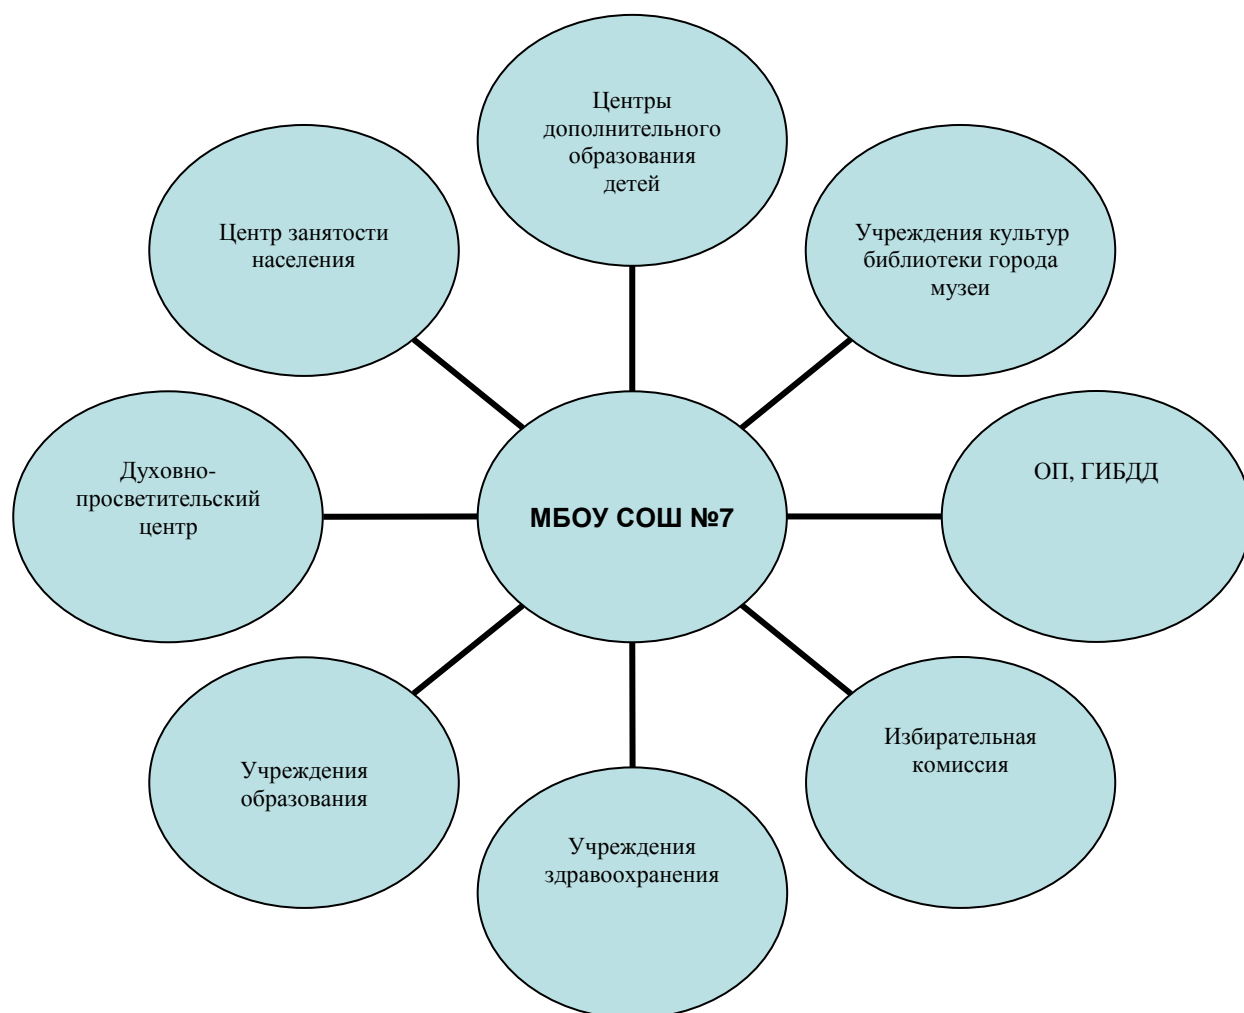 Центры
дополнительного
образования
детей
Центр занятости
населения
Учреждения культур
библиотеки города
музеи
Духовно-
просветительский
центр
МБОУ СОШ №7
ОП, ГИБДД
Учреждения
образования
Избирательная
комиссия
Учреждения
здравоохранения